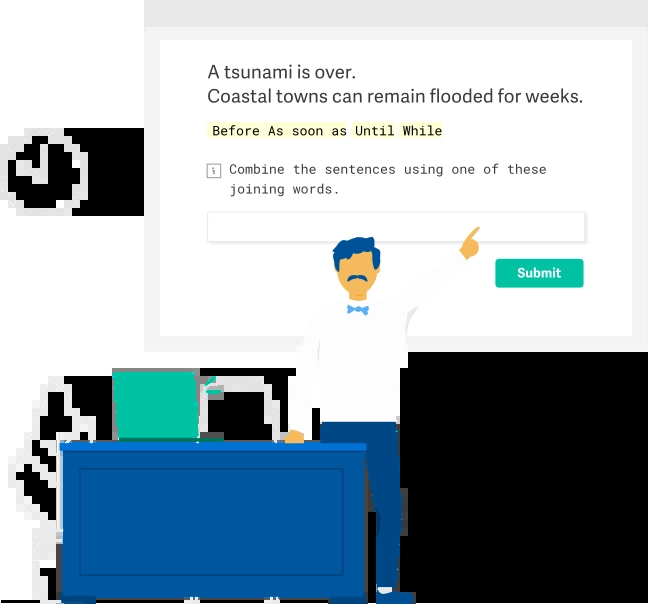 A tsunami is over.
Coastal towns can remain flooded for weeks.
Before As soon as Until While
i Combine the sentences using one of these
joining words.
Submit